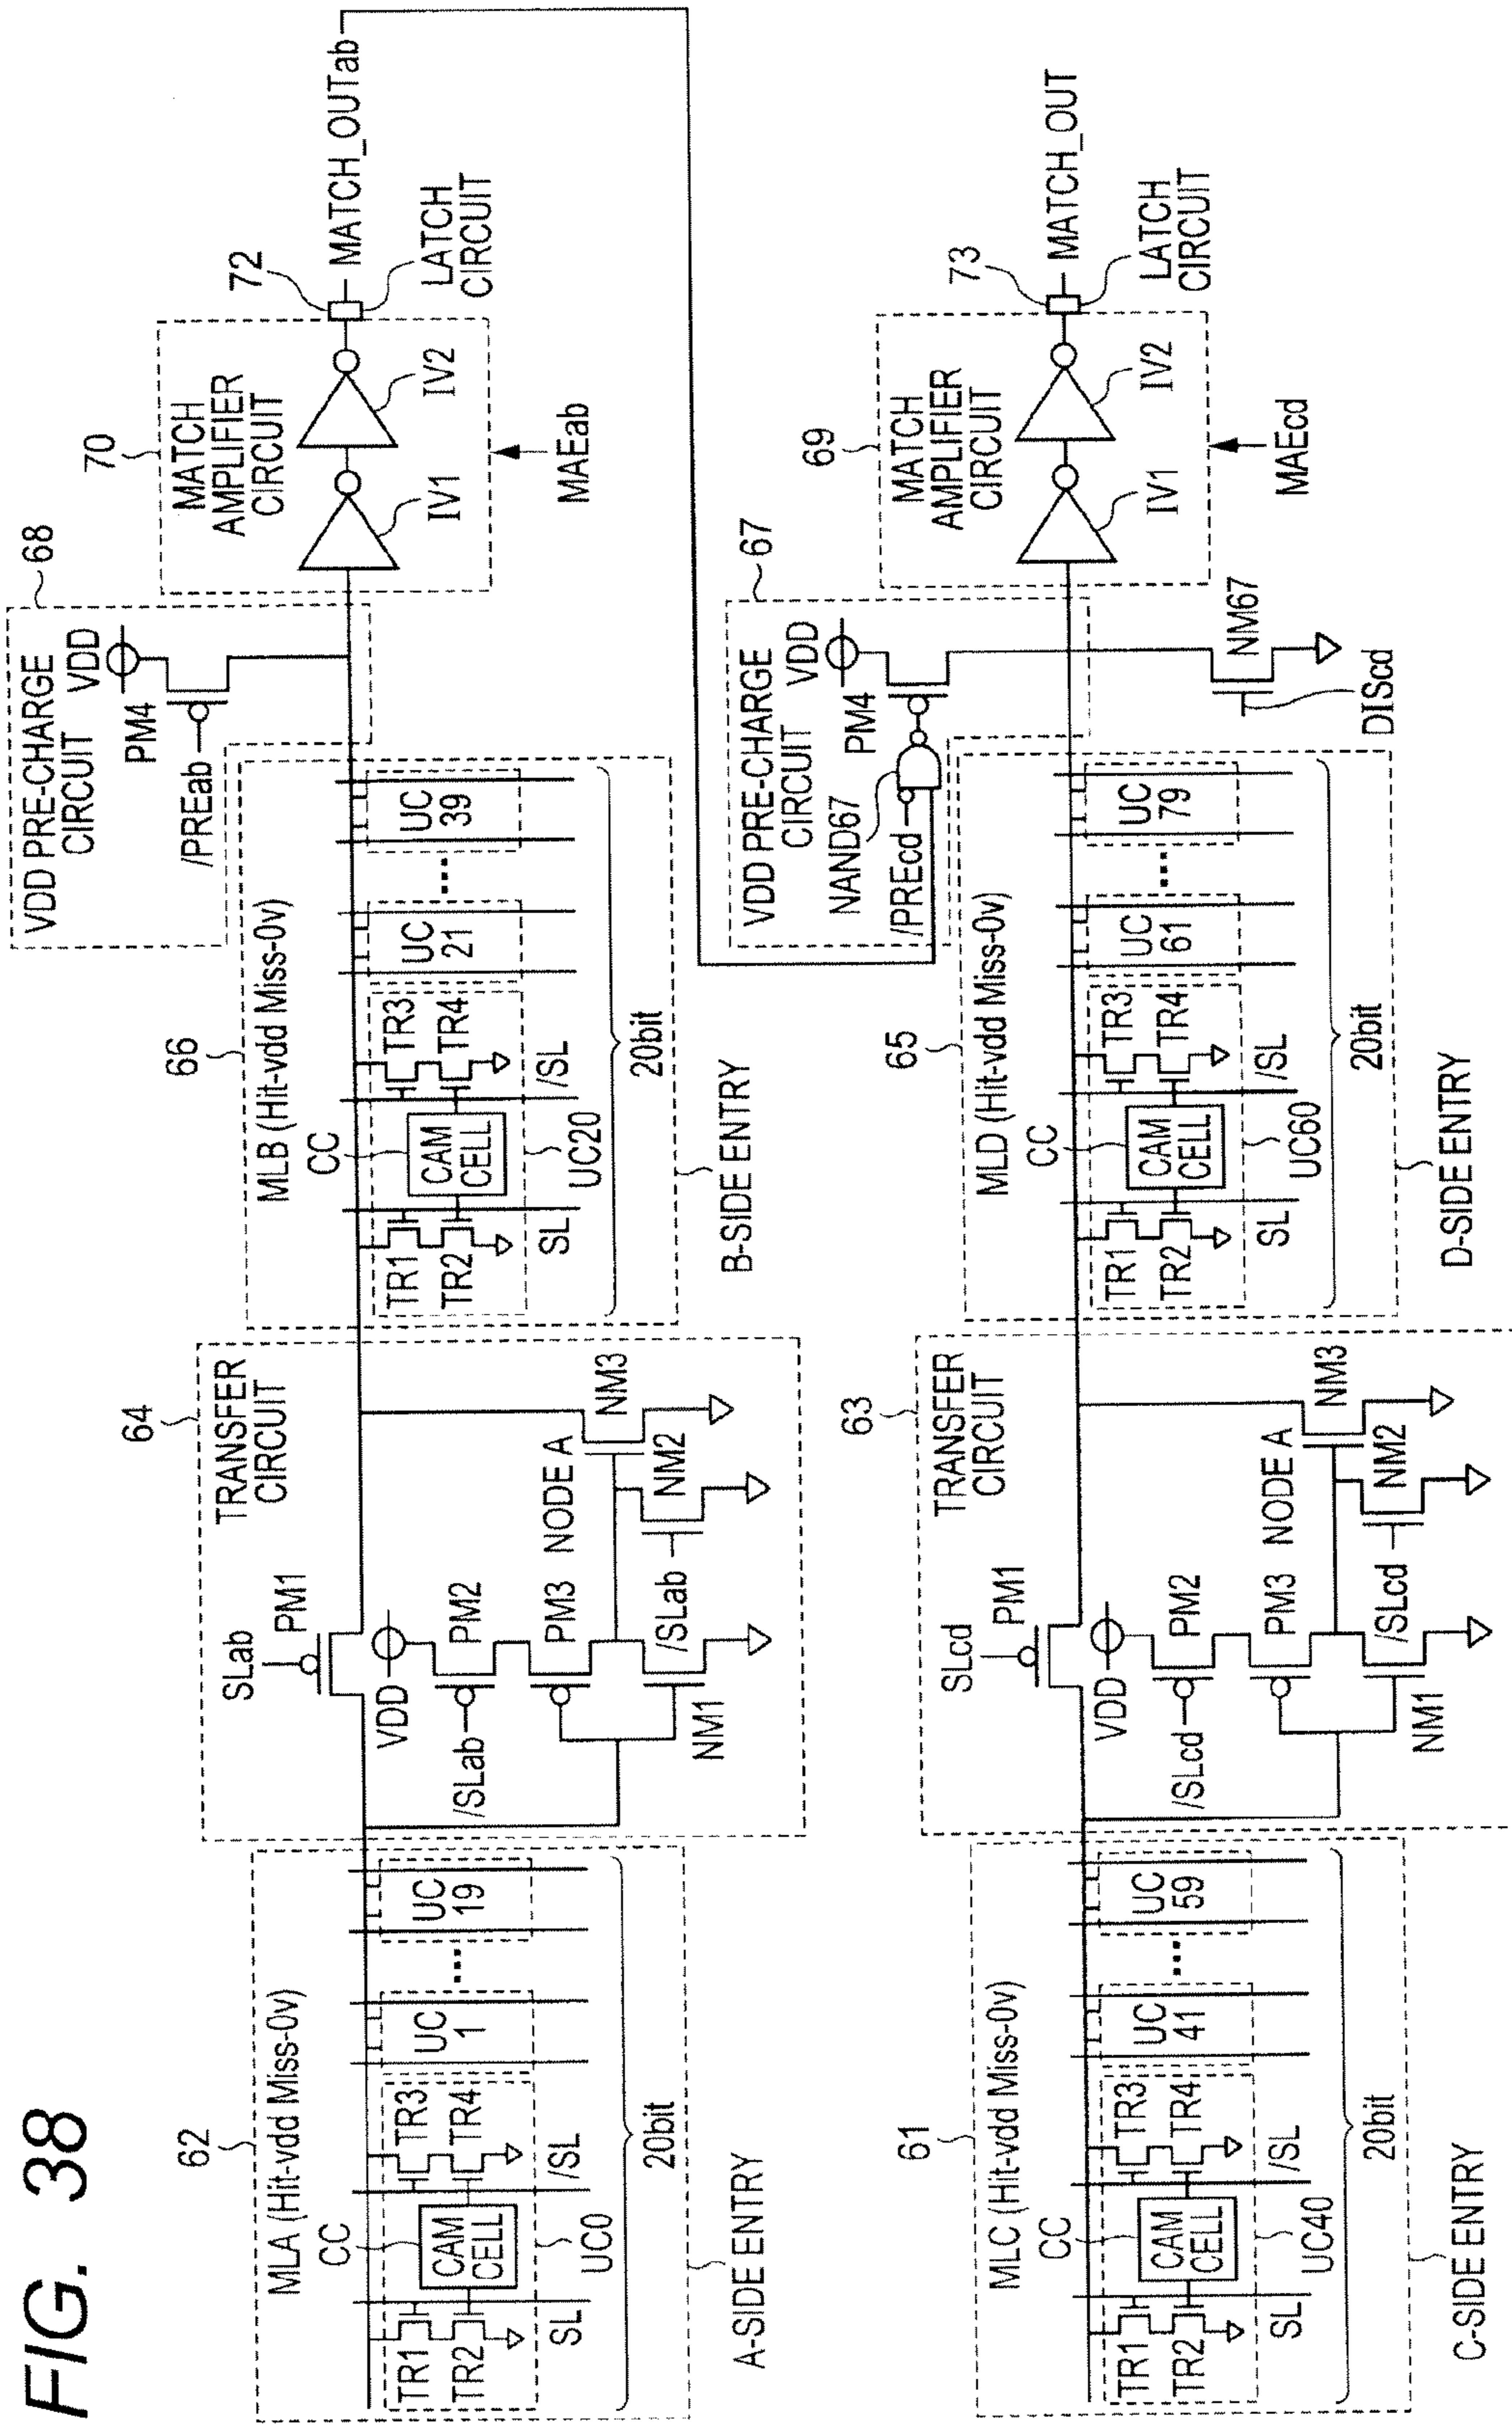 FIG. 38
62
MLA (Hit-vdd Miss-0v)
CC
TR1
TR2
CAM
CELL
TR3
TR4
UC
1
UC
19
SL
/SL
UC0
20bit
A-SIDE ENTRY
64
TRANSFER
CIRCUIT
SLab
PM1
VDD
PM2
/SLab
PM3
NODE A
NM1
/SLab
NM2
NM3
66
MLB (Hit-vdd Miss-0v)
CC
TR1
TR2
CAM
CELL
TR3
TR4
UC
21
UC
39
SL
/SL
UC20
20bit
B-SIDE ENTRY
68
VDD PRE-CHARGE
CIRCUIT
VDD
PM4
/PREab
70
MATCH
AMPLIFIER
CIRCUIT
IV1
IV2
MAEab
72
MATCH_OUTab
LATCH
CIRCUIT
61
MLC (Hit-vdd Miss-0v)
CC
TR1
TR2
CAM
CELL
TR3
TR4
UC
41
UC
59
SL
/SL
UC40
20bit
C-SIDE ENTRY
63
TRANSFER
CIRCUIT
SLcd
PM1
VDD
PM2
/SLcd
PM3
NODE A
NM1
/SLcd
NM2
NM3
65
MLD (Hit-vdd Miss-0v)
CC
TR1
TR2
CAM
CELL
TR3
TR4
UC
61
UC
79
SL
/SL
UC60
20bit
D-SIDE ENTRY
67
VDD PRE-CHARGE
CIRCUIT
VDD
NAND67
PM4
/PREcd
NM67
DIScd
69
MATCH
AMPLIFIER
CIRCUIT
IV1
IV2
MAEcd
73
MATCH_OUT
LATCH
CIRCUIT